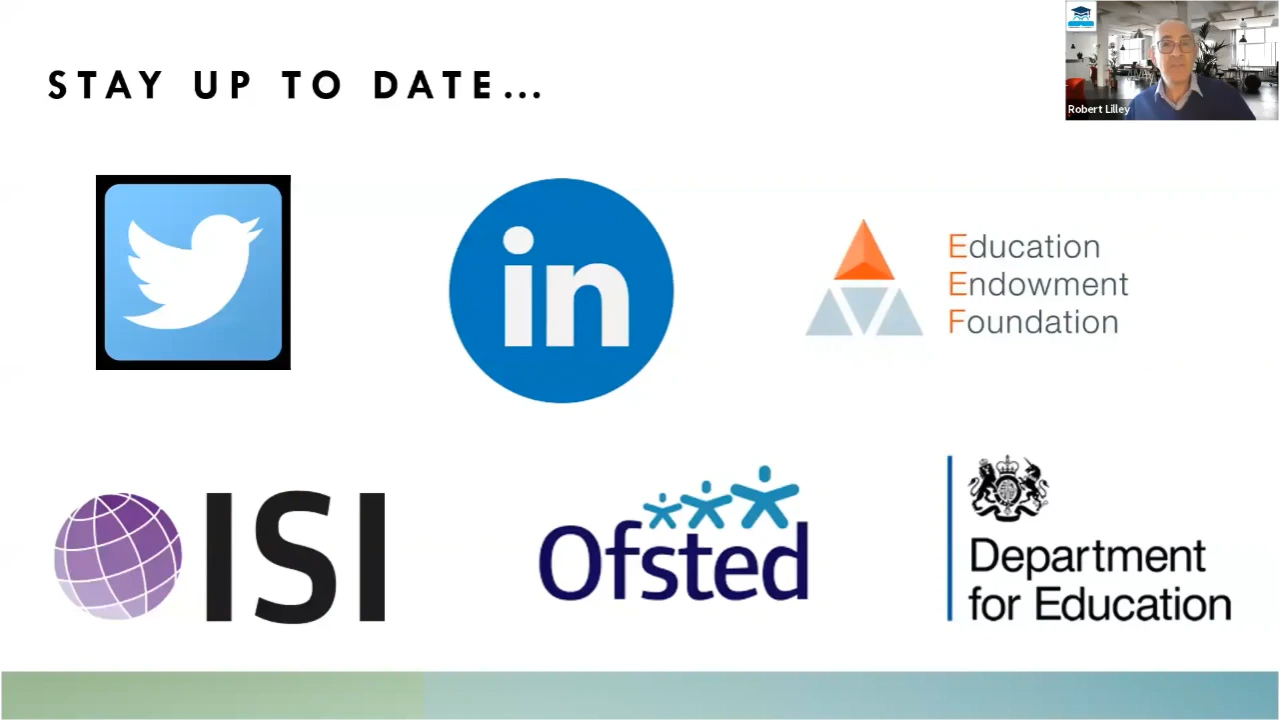 STAY UP TO DATE...
Robert Lilley
in
Education
Endowment
Foundation
ISI
Ofsted
Department
for Education